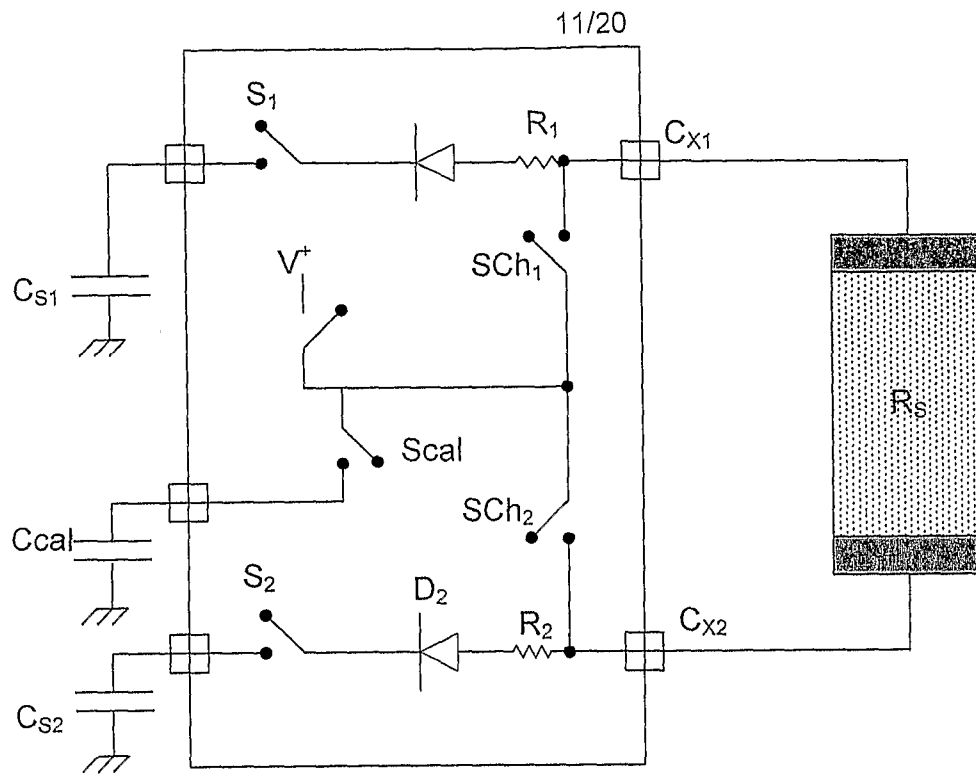 11/20
S1
R1
CX1
V+
SCh1
CS1
RS
Scal
SCh2
Ccal
S2
D2
R2
CX2
CS2